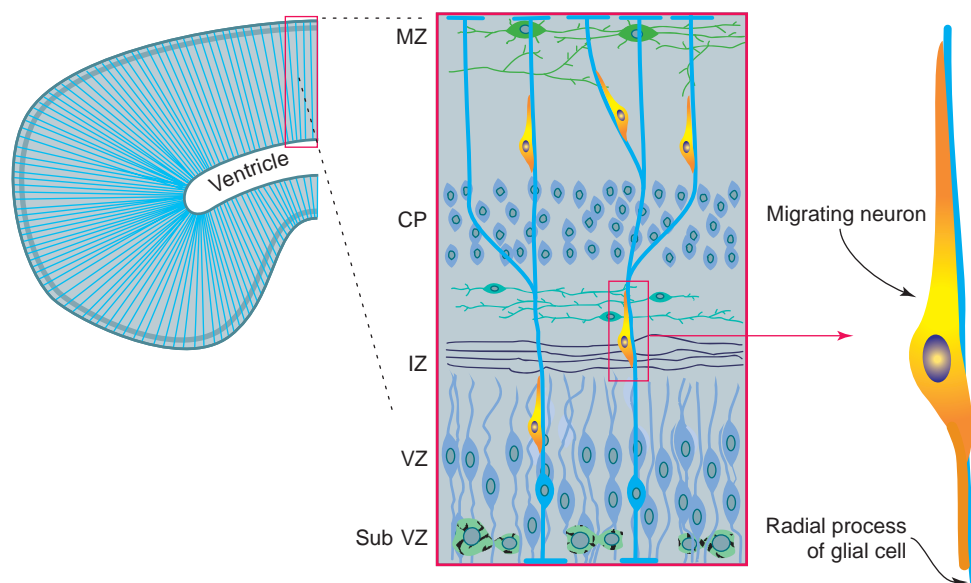 Ventricle
MZ
CP
IZ
VZ
Sub VZ
Migrating neuron
Radial process
of glial cell